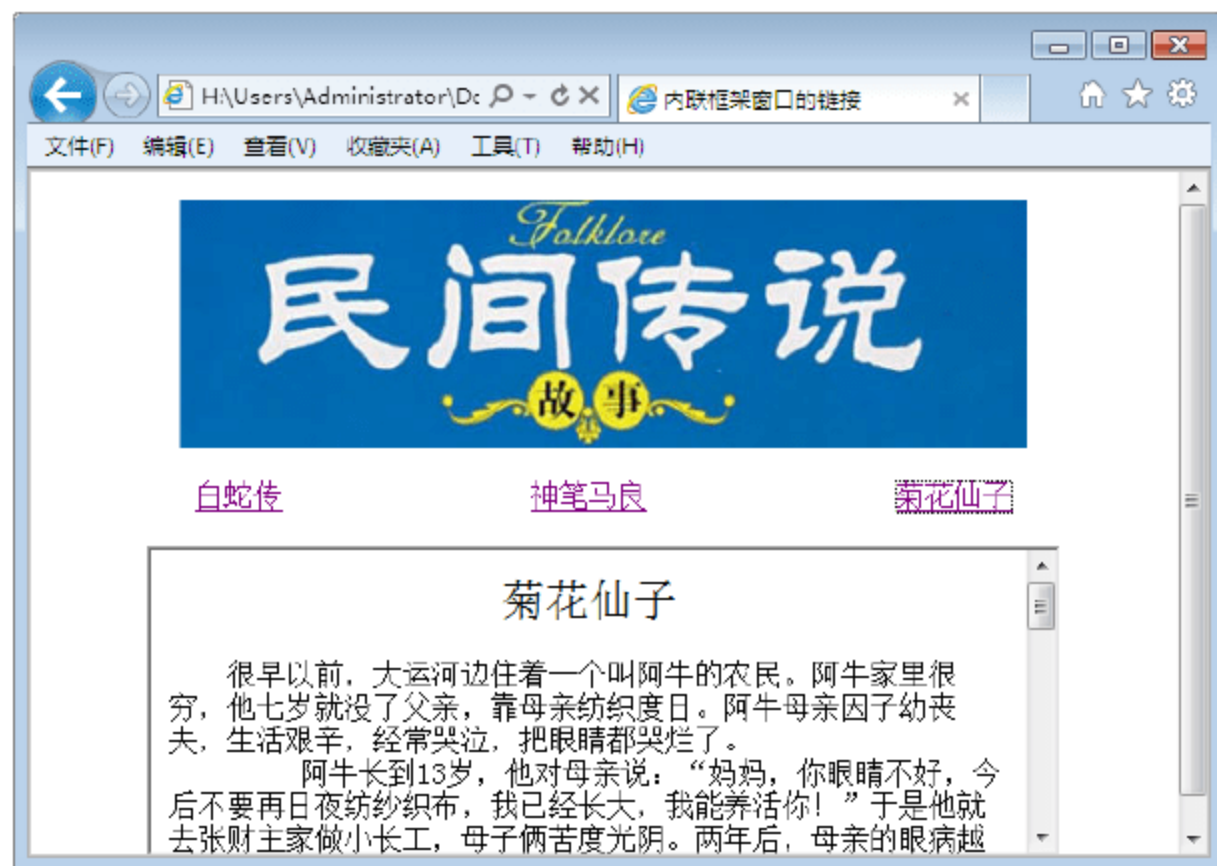 H:\Users\Administrator\Dc
内联框架窗口的链接
文件(F) 编辑(E) 查看(V) 收藏夹(A) 工具(T) 帮助(H)
Folklore
民间传说
故事
白蛇传 神笔马良 菊花仙子
菊花仙子
很早以前，大运河边住着一个叫阿牛的农民。阿牛家里很
穷，他七岁就没了父亲，靠母亲纺织度日。阿牛母亲因子幼丧
夫，生活艰辛，经常哭泣，把眼睛都哭烂了。
阿牛长到13岁，他对母亲说：“妈妈，你眼睛不好，今
后不要再日夜纺纱织布，我已经长大，我能养活你！”于是他就
去张财主家做小长工，母子俩苦度光阴。两年后，母亲的眼病越